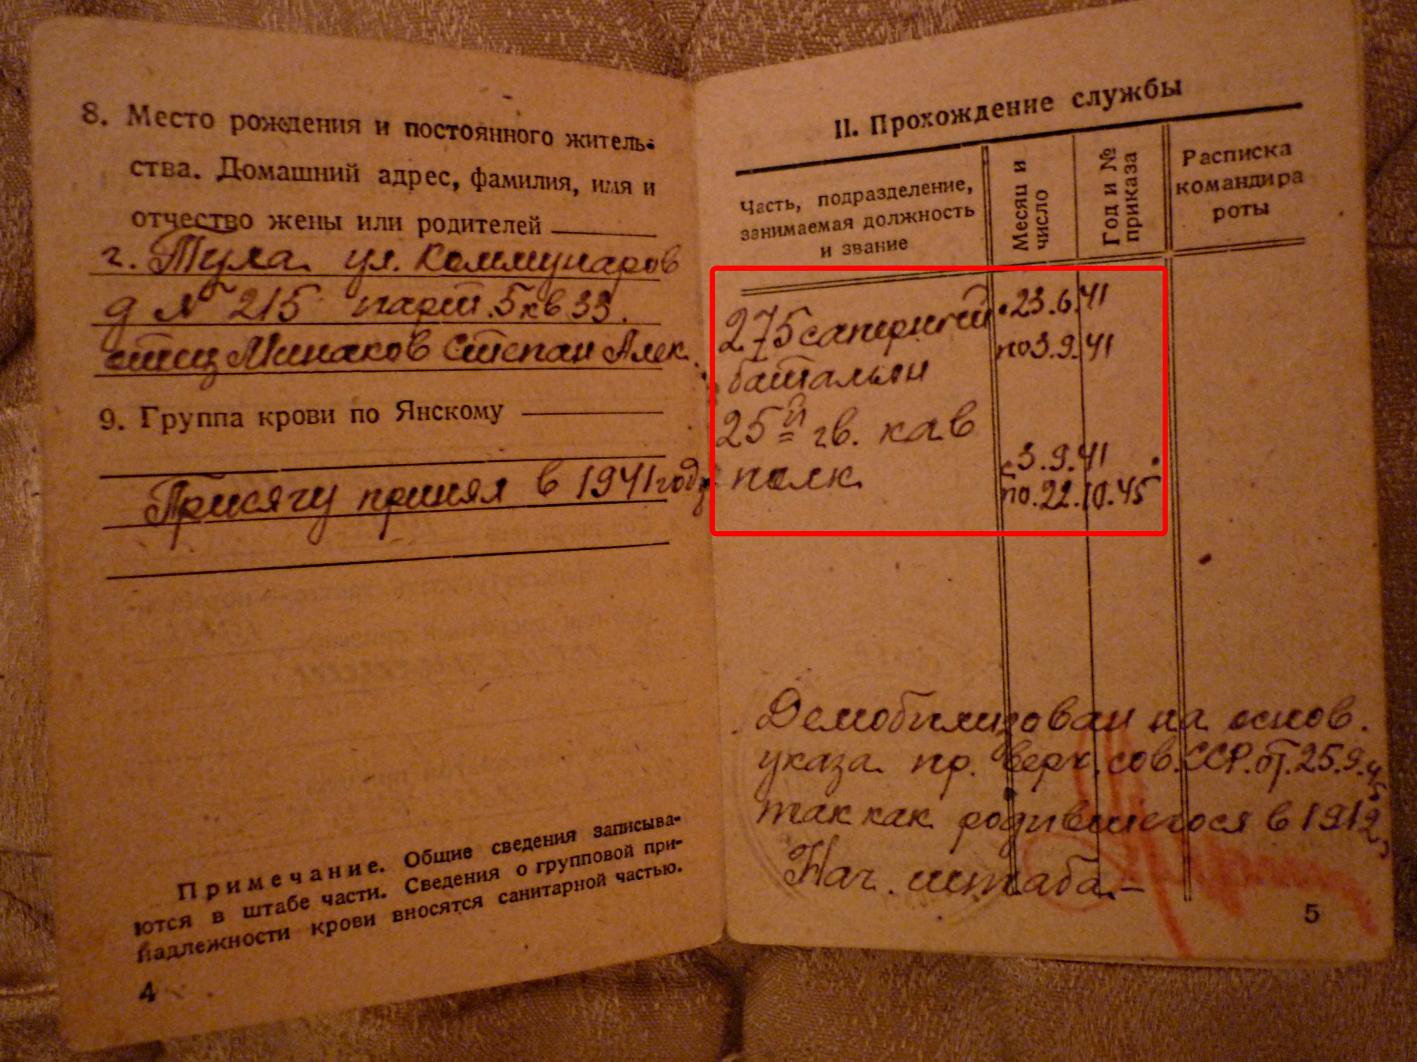 8. Место рождения и постоянного житель-
ства. Домашний адрес, фамилия, имя и
отчество жены или родителей
г. Тула ул. Коммунаров
д № 215 парт. 5 кв 33.
отец Минаков Степан Алек.
9. Группа крови по Янскому
Присягу принял в 1941 году
Примечание. Общие сведения записыва-
ются в штабе части. Сведения о групповой при-
надлежности крови вносятся санитарной частью.
4
II. Прохождение службы
Часть, подразделение,
занимаемая должность
и звание
Месяц и
число
Год и №
приказа
Расписка
командира
роты
275 саперный с 23.6.41
батальон по 3.9.41
25й гв. кав
полк с 3.9.41
по 22.10.45
Демобилизован на основ.
указа пр. верх. сов. ССР. от 25.9.45
так как родившегося в 1912
Нач. штаба
5